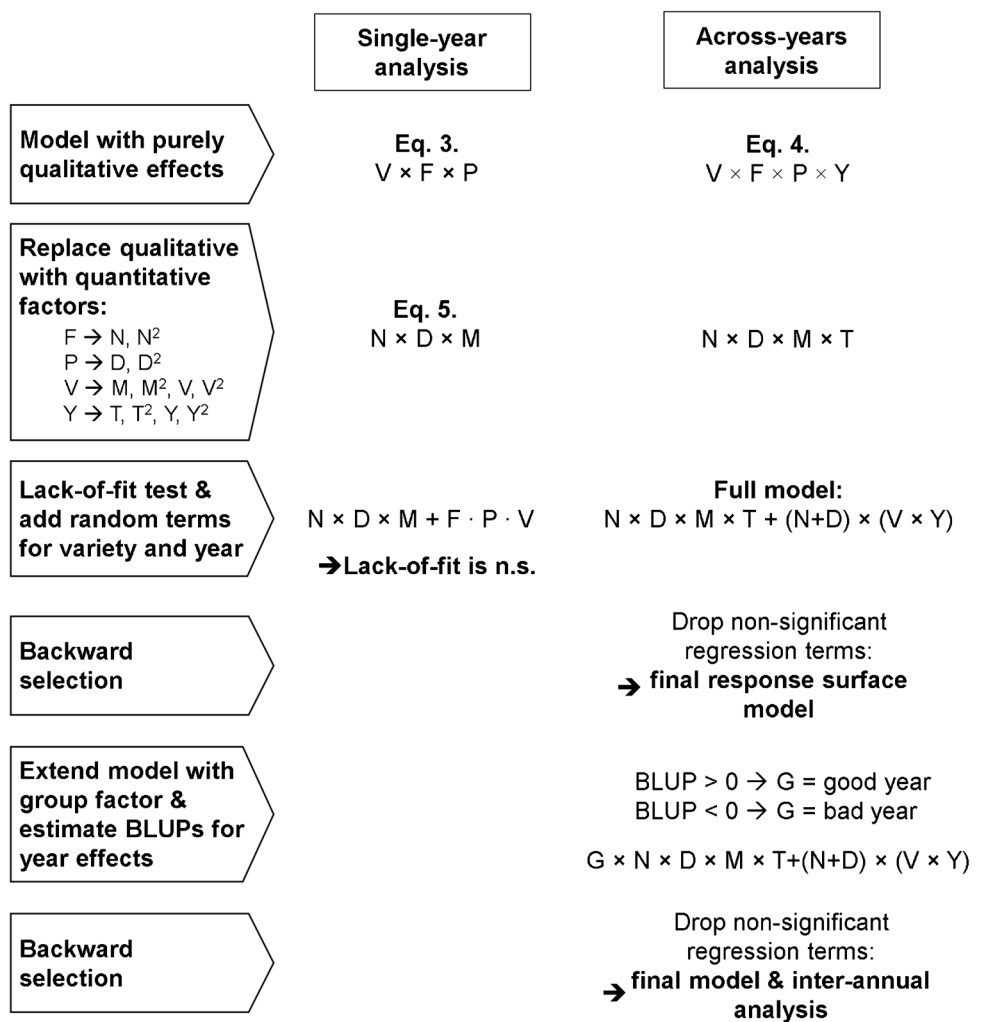 Single-year
analysis
Across-years
analysis
Model with purely
qualitative effects
Eq. 3.
V × F × P
Eq. 4.
V × F × P × Y
Replace qualitative
with quantitative
factors:
F → N, N²
P → D, D²
V → M, M², V, V²
Y → T, T², Y, Y²
Eq. 5.
N × D × M
N × D × M × T
Lack-of-fit test &
add random terms
for variety and year
N × D × M + F · P · V
→Lack-of-fit is n.s.
Full model:
N × D × M × T + (N+D) × (V × Y)
Backward
selection
Drop non-significant
regression terms:
→ final response surface
model
Extend model with
group factor &
estimate BLUPs for
year effects
BLUP > 0 → G = good year
BLUP < 0 → G = bad year
G × N × D × M × T+(N+D) × (V × Y)
Backward
selection
Drop non-significant
regression terms:
→ final model & inter-annual
analysis